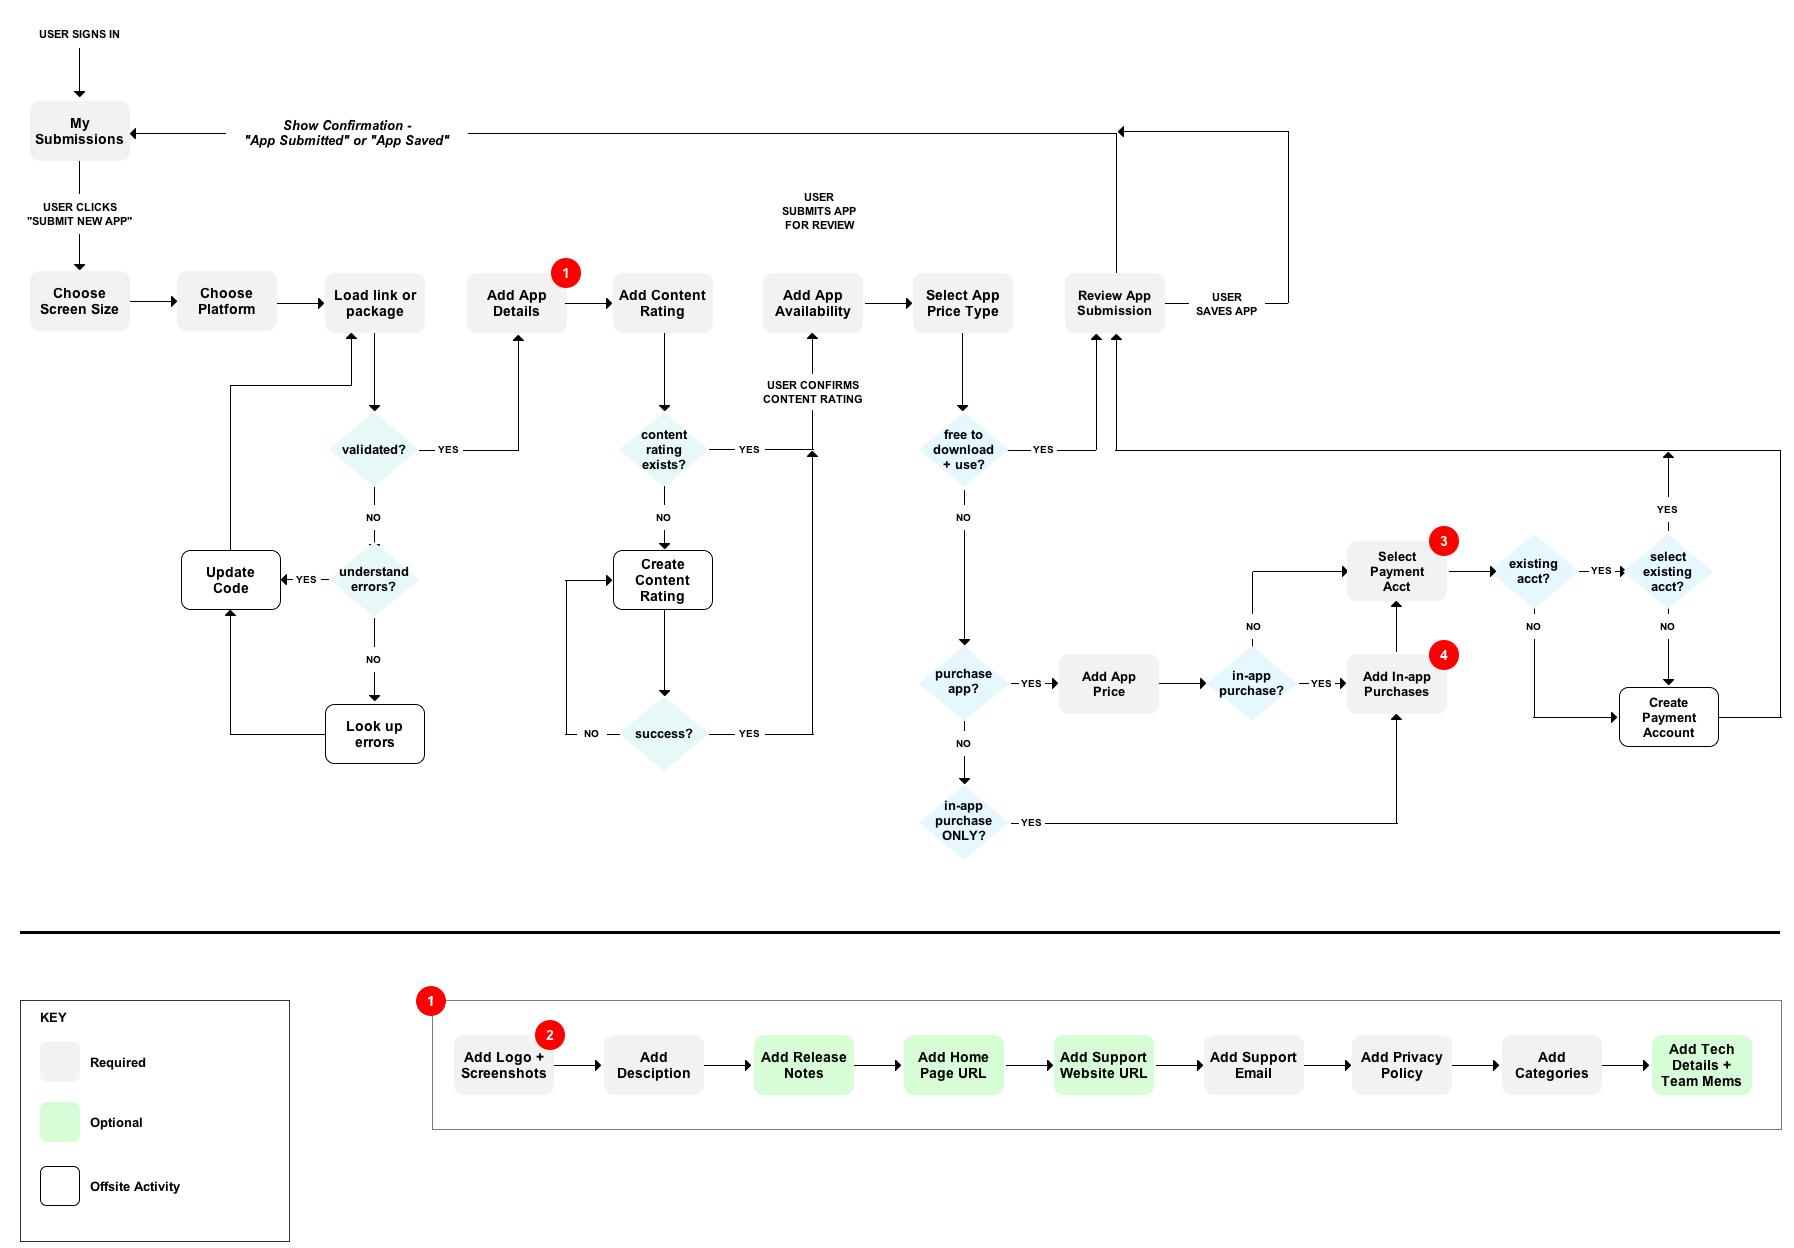 USER SIGNS IN
My
Submissions
Show Confirmation -
"App Submitted" or "App Saved"
USER CLICKS
"SUBMIT NEW APP"
USER
SUBMITS APP
FOR REVIEW
Choose
Screen Size
Choose
Platform
Load link or
package
Add App
Details
1
Add Content
Rating
Add App
Availability
Select App
Price Type
Review App
Submission
USER
SAVES APP
USER CONFIRMS
CONTENT RATING
validated?
YES
content
rating
exists?
YES
free to
download
+ use?
YES
NO
NO
NO
YES
Update
Code
YES
understand
errors?
Create
Content
Rating
Select
Payment
Acct
3
existing
acct?
YES
select
existing
acct?
NO
NO
NO
NO
Look up
errors
NO
success?
YES
purchase
app?
YES
Add App
Price
in-app
purchase?
YES
Add In-app
Purchases
4
Create
Payment
Account
NO
in-app
purchase
ONLY?
YES
KEY
Required
Optional
Offsite Activity
1
Add Logo +
Screenshots
2
Add
Desciption
Add Release
Notes
Add Home
Page URL
Add Support
Website URL
Add Support
Email
Add Privacy
Policy
Add
Categories
Add Tech
Details +
Team Mems